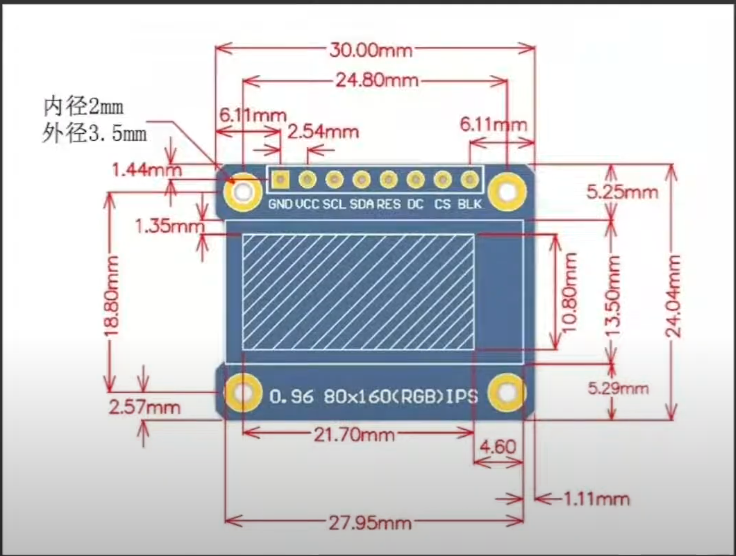 30.00mm
24.80mm
内径2mm
外径3.5mm
6.11mm
2.54mm
6.11mm
1.44mm
5.25mm
GND VCC SCL SDA RES DC CS BLK
1.35mm
18.80mm
10.80mm
13.50mm
24.04mm
2.57mm
0.96 80x160(RGB)IPS
5.29mm
21.70mm
4.60
1.11mm
27.95mm